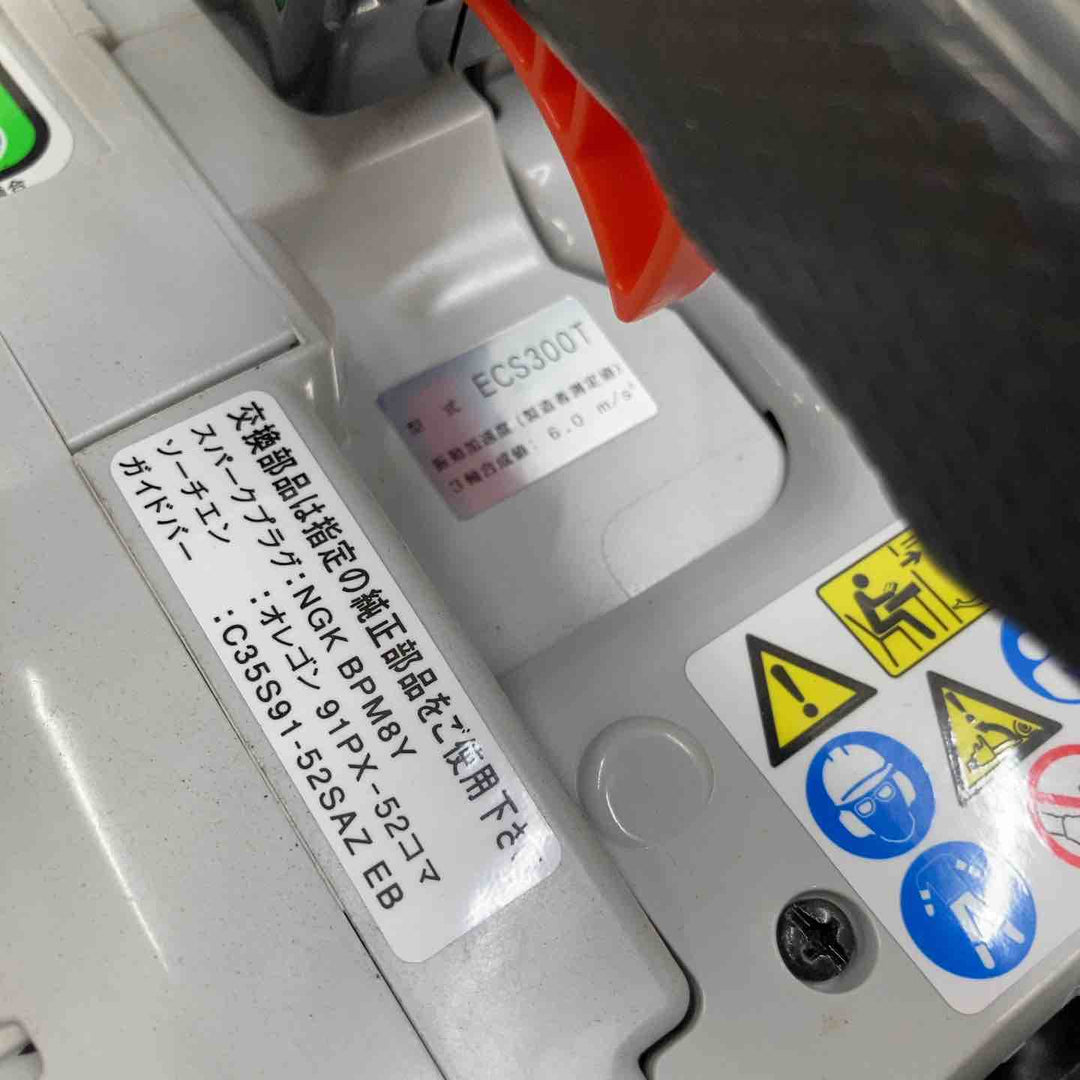 型式 ECS300T
振動加速度(製造者測定値)
3軸合成値: 6.0 m/s²
交換部品は指定の純正部品をご使用下さ
スパークプラグ:NGK BPM8Y
ソーチエン :オレゴン 91PX-52コマ
ガイドバー :C35S91-52SAZ EB
合